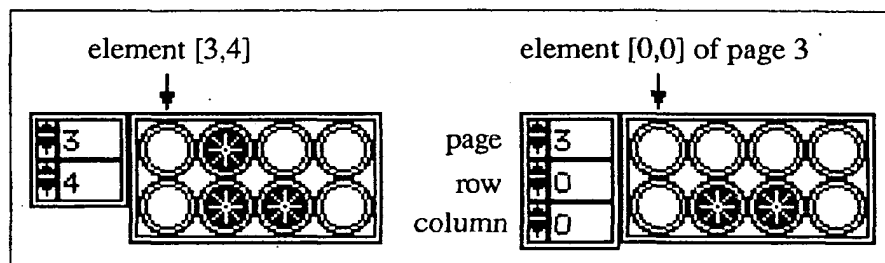 element [3,4]
element [0,0] of page 3
3
4
page
3
row
0
column
0